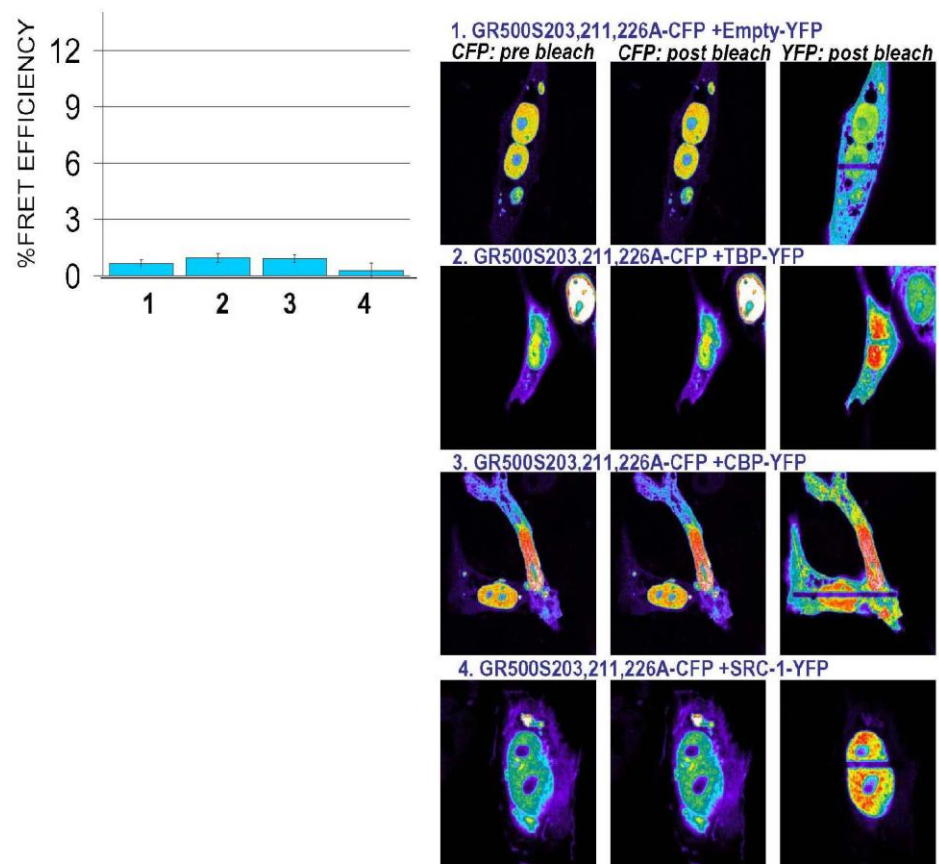 %FRET EFFICIENCY
12
9
6
3
0
1 2 3 4
1. GR500S203,211,226A-CFP +Empty-YFP
CFP: pre bleach CFP: post bleach YFP: post bleach
2. GR500S203,211,226A-CFP +TBP-YFP
3. GR500S203,211,226A-CFP +CBP-YFP
4. GR500S203,211,226A-CFP +SRC-1-YFP